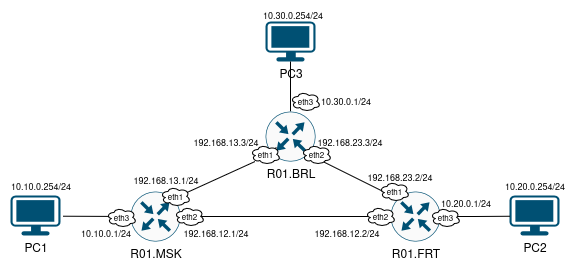 10.30.0.254/24
PC3
eth3
10.30.0.1/24
192.168.13.3/24
192.168.23.3/24
eth1
eth2
R01.BRL
192.168.13.1/24
192.168.23.2/24
10.10.0.254/24
10.20.0.254/24
eth1
eth1
10.20.0.1/24
eth3
eth2
eth2
eth3
10.10.0.1/24
192.168.12.1/24
192.168.12.2/24
PC1
R01.MSK
R01.FRT
PC2